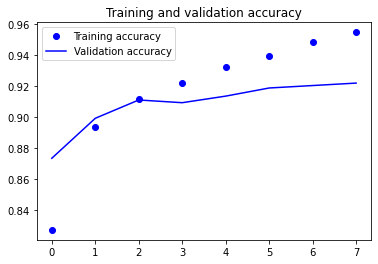 Training and validation accuracy
Training accuracy
Validation accuracy
0.96
0.94
0.92
0.90
0.88
0.86
0.84
0 1 2 3 4 5 6 7